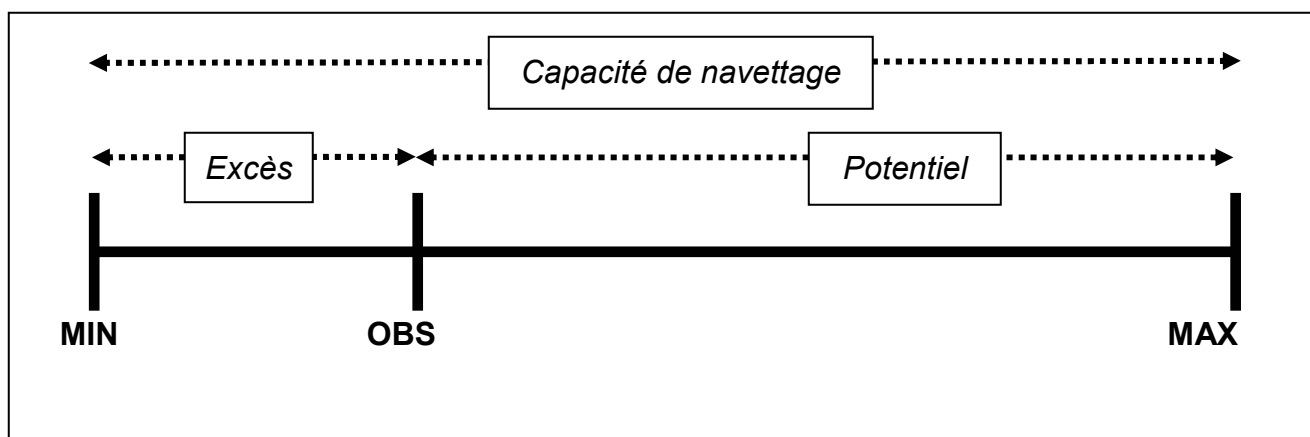 Capacité de navettage
Excès
Potentiel
MIN
OBS
MAX